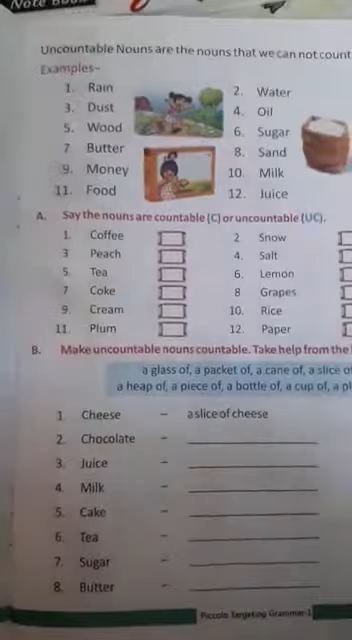 Note Book
Uncountable Nouns are the nouns that we can not count
Examples-
1. Rain 2. Water
3. Dust 4. Oil
5. Wood 6. Sugar
7. Butter 8. Sand
9. Money 10. Milk
11. Food 12. Juice
A. Say the nouns are countable (C) or uncountable (UC).
1. Coffee 2 Snow
3 Peach 4. Salt
5. Tea 6. Lemon
7 Coke 8 Grapes
9. Cream 10. Rice
11. Plum 12. Paper
B. Make uncountable nouns countable. Take help from the
a glass of, a packet of, a cane of, a slice of
a heap of, a piece of, a bottle of, a cup of, a pl
1 Cheese – a slice of cheese
2. Chocolate –
3. Juice –
4. Milk –
5. Cake –
6. Tea –
7. Sugar –
8. Butter –
Piccolo Targeting Grammar-1